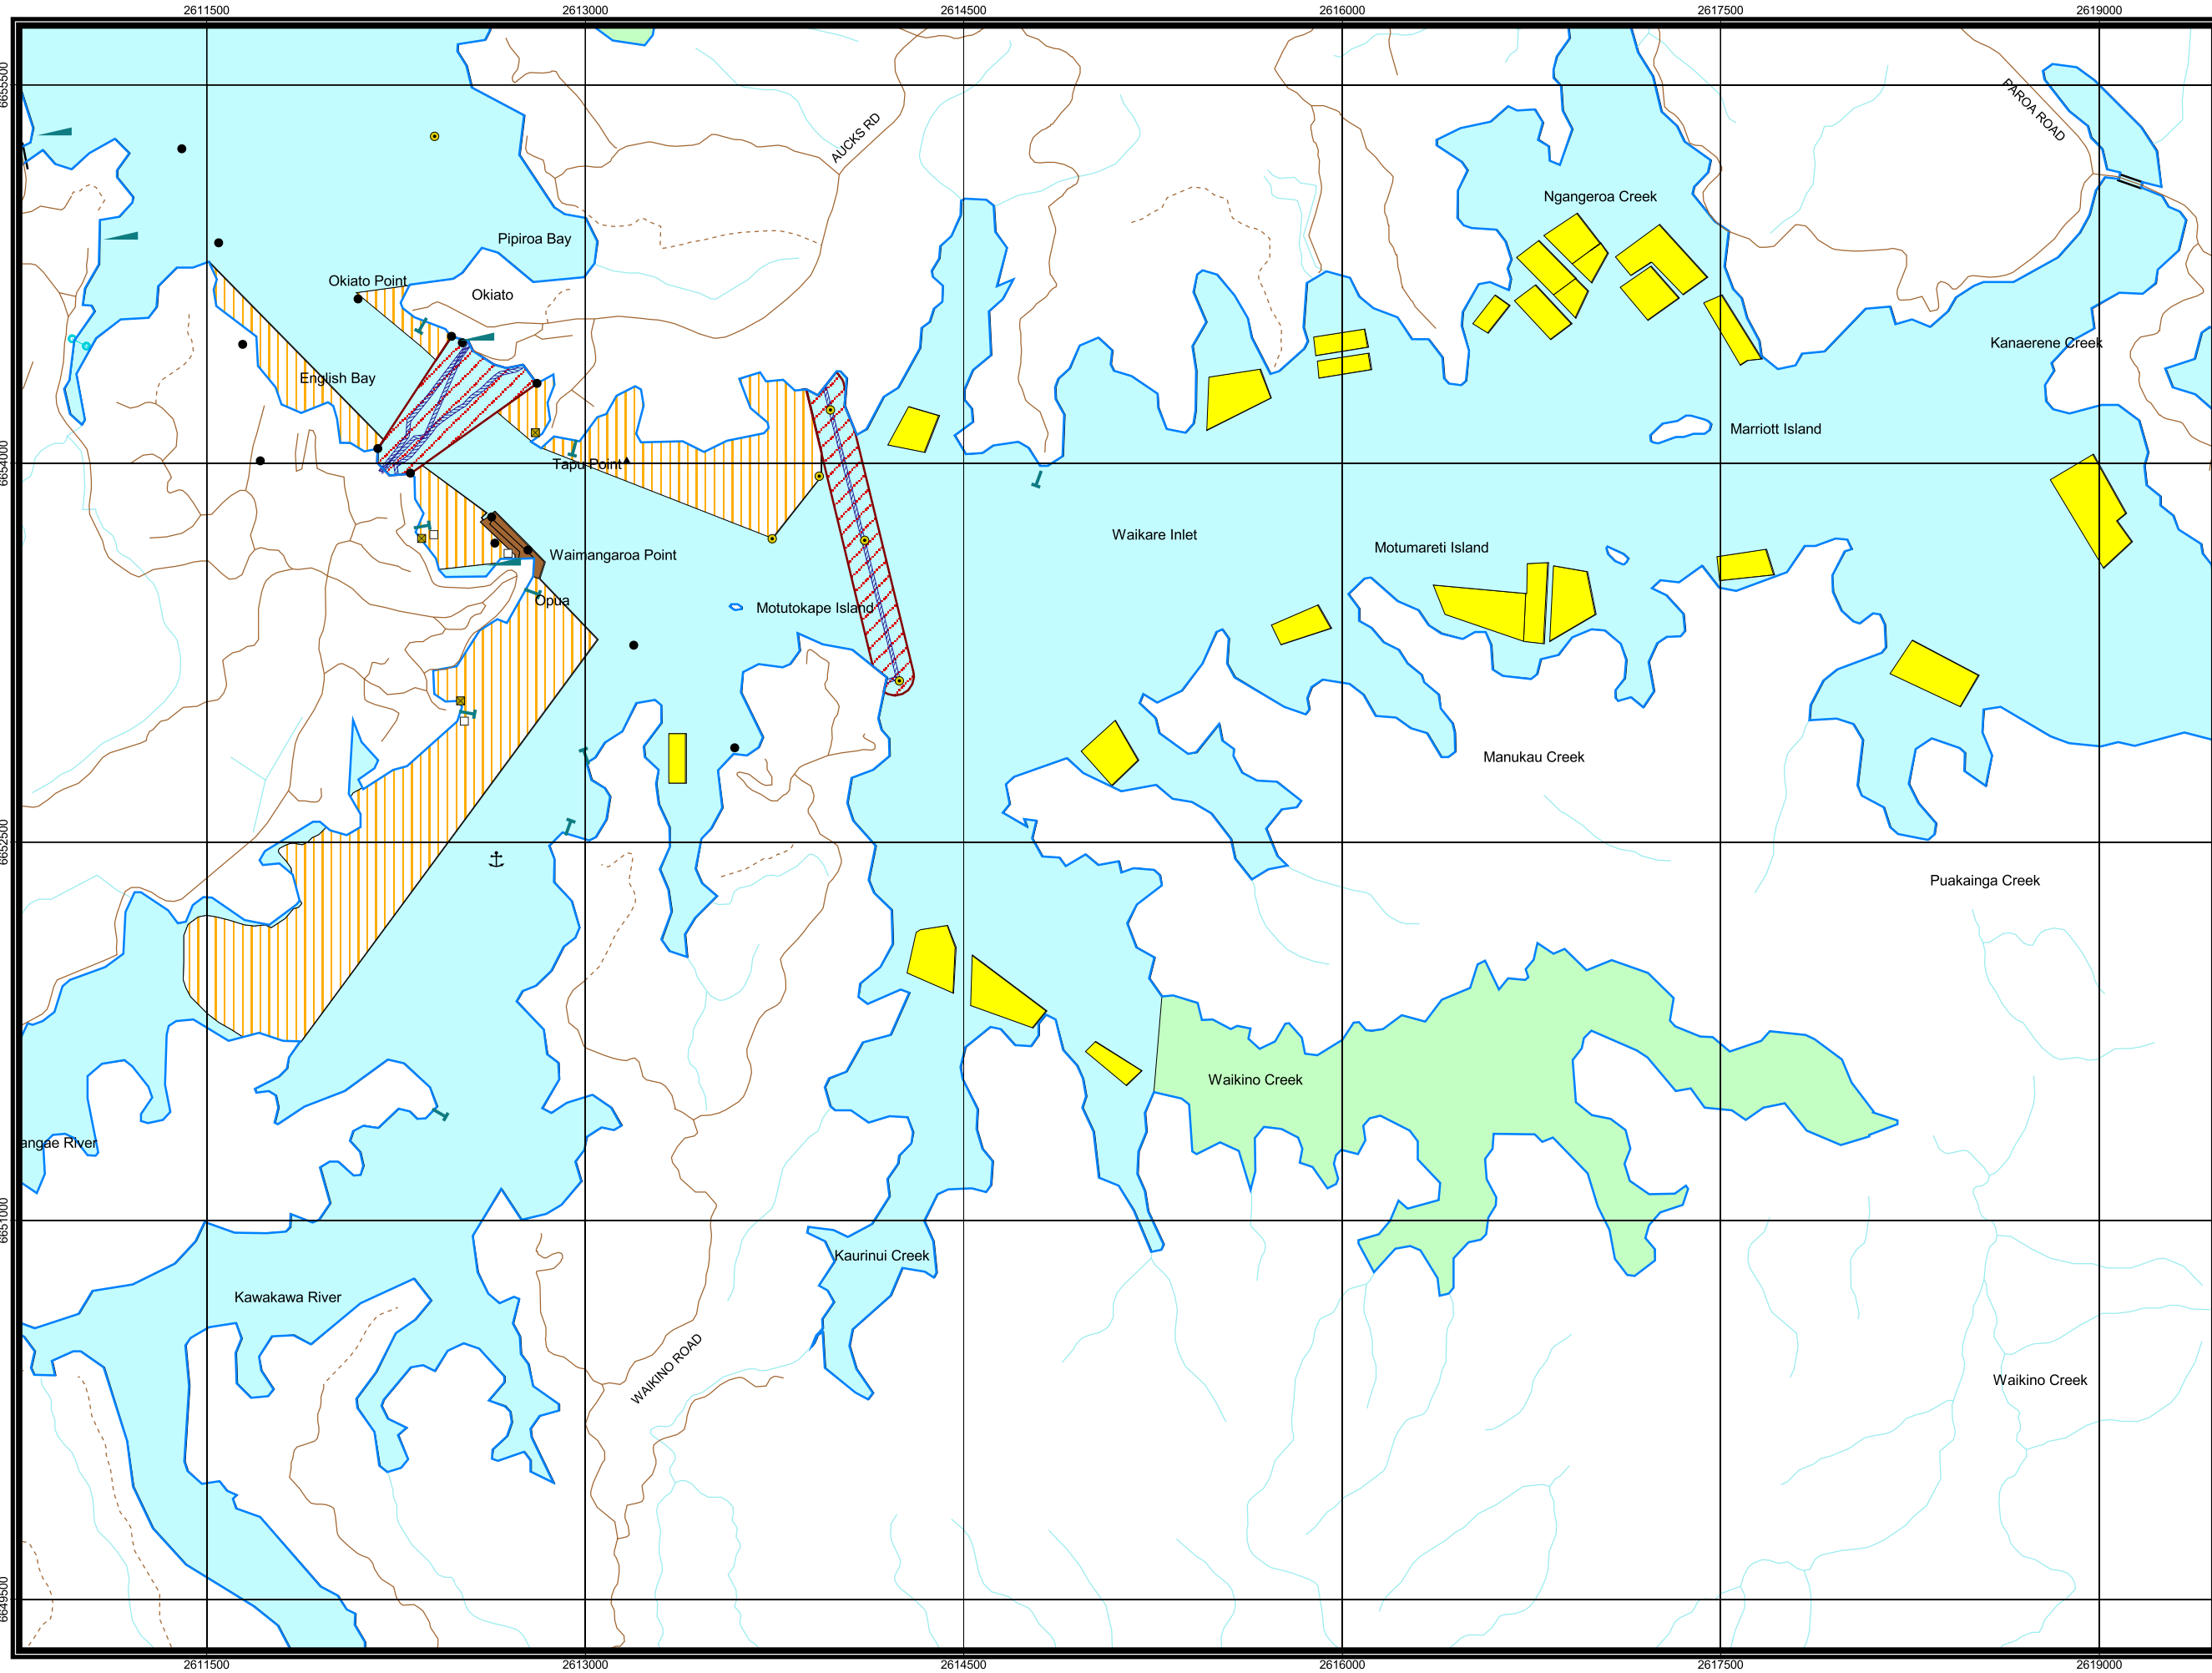 2611500 2613000 2614500 2616000 2617500 2619000
6655500
PAROA ROAD
AUCKS RD
Ngangeroa Creek
Pipiroa Bay
Okiato Point
Okiato
Kanaerene Creek
English Bay
Marriott Island
6654000
Tapu Point
Waikare Inlet
Motumareti Island
Waimangaroa Point
Opua
Motutokape Island
Manukau Creek
6652500
Puakainga Creek
Waikino Creek
angae River
6651000
Kaurinui Creek
Kawakawa River
WAIKINO ROAD
Waikino Creek
6649500
2611500 2613000 2614500 2616000 2617500 2619000